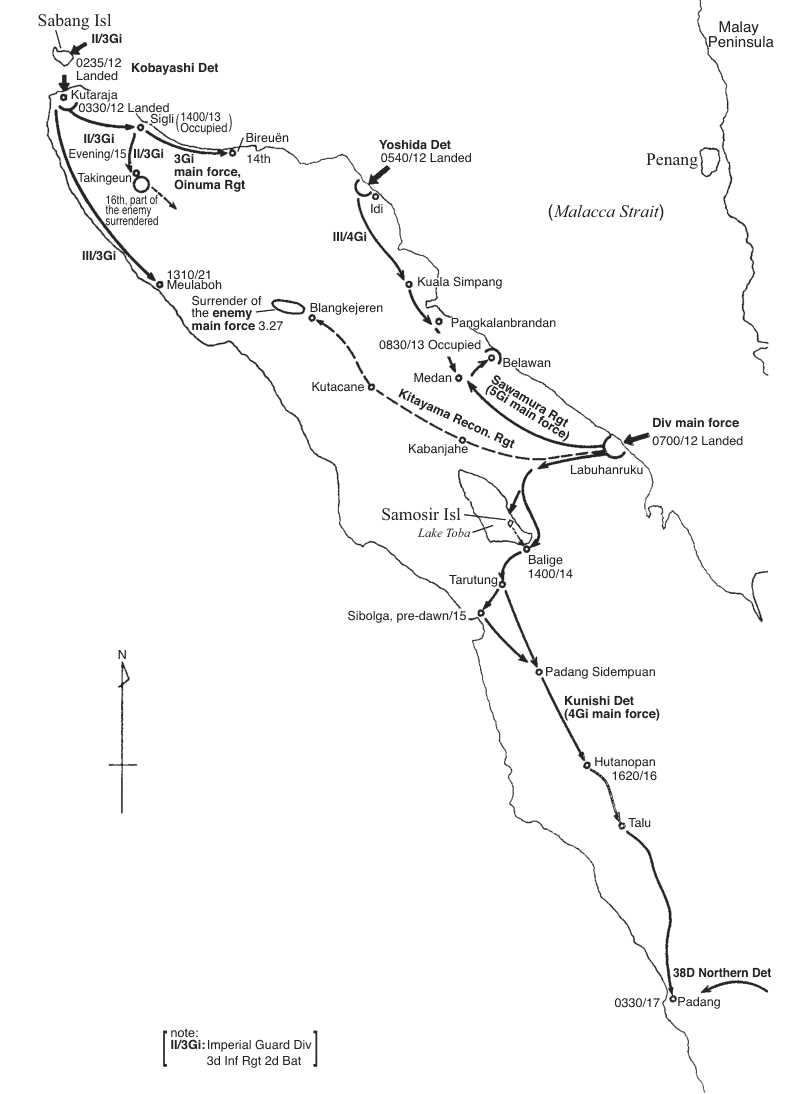 Sabang Isl
II/3Gi
0235/12
Landed
Kobayashi Det
Malay
Peninsula
Kutaraja
0330/12 Landed
Sigli
(1400/13
Occupied)
II/3Gi
Evening/15
II/3Gi
3Gi
main force,
Oinuma Rgt
Bireuën
14th
Takingeun
16th, part of
the enemy
surrendered
Yoshida Det
0540/12 Landed
Penang
Idi
(Malacca Strait)
III/4Gi
III/3Gi
1310/21
Meulaboh
Kuala Simpang
Surrender of
the enemy
main force 3.27
Blangkejeren
Pangkalanbrandan
0830/13 Occupied
Belawan
Medan
Kutacane
Sawamura Rgt
(5Gi main force)
Kitayama Recon. Rgt
Kabanjahe
Div main force
0700/12 Landed
Labuhanruku
Samosir Isl
Lake Toba
Balige
1400/14
Tarutung
Sibolga, pre-dawn/15
N
Padang Sidempuan
Kunishi Det
(4Gi main force)
Hutanopan
1620/16
Talu
38D Northern Det
0330/17
Padang
note:
II/3Gi: Imperial Guard Div
3d Inf Rgt 2d Bat